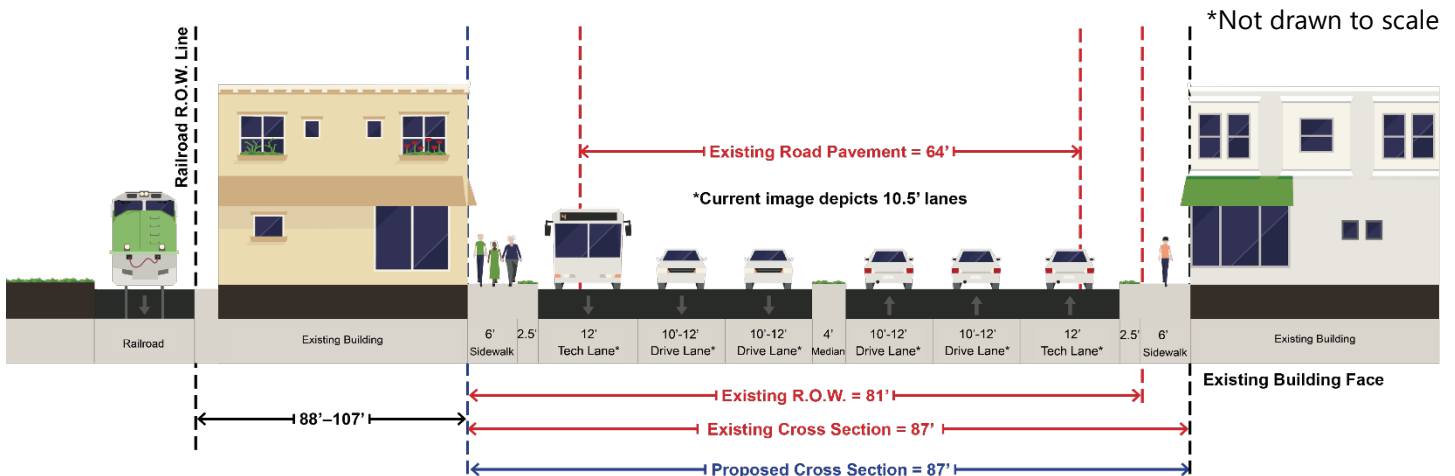 *Not drawn to scale
Railroad R.O.W. Line
Existing Road Pavement = 64'
*Current image depicts 10.5' lanes
4
Railroad
Existing Building
6'
Sidewalk
2.5'
12'
Tech Lane*
10'-12'
Drive Lane*
10'-12'
Drive Lane*
4'
Median
10'-12'
Drive Lane*
10'-12'
Drive Lane*
12'
Tech Lane*
2.5'
6'
Sidewalk
Existing Building
Existing Building Face
Existing R.O.W. = 81'
88'–107'
Existing Cross Section = 87'
Proposed Cross Section = 87'